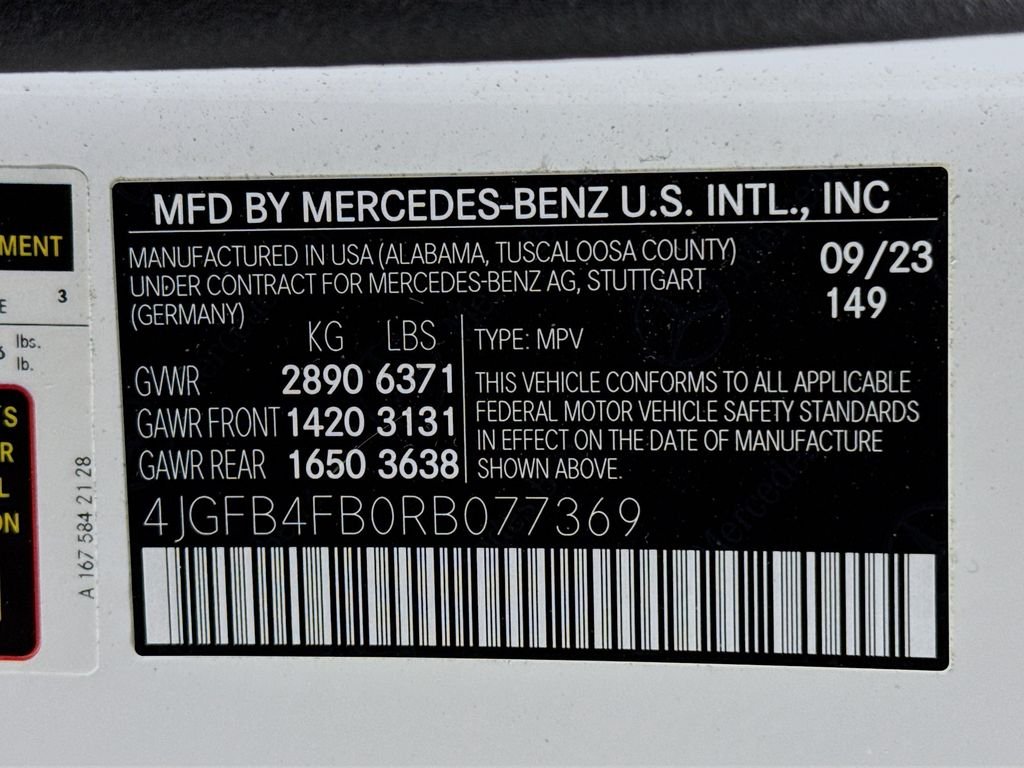 MFD BY MERCEDES-BENZ U.S. INTL., INC
MANUFACTURED IN USA (ALABAMA, TUSCALOOSA COUNTY)
UNDER CONTRACT FOR MERCEDES-BENZ AG, STUTTGART
(GERMANY)
09/23
149
KG LBS
GVWR 2890 6371
GAWR FRONT 1420 3131
GAWR REAR 1650 3638
TYPE: MPV
THIS VEHICLE CONFORMS TO ALL APPLICABLE
FEDERAL MOTOR VEHICLE SAFETY STANDARDS
IN EFFECT ON THE DATE OF MANUFACTURE
SHOWN ABOVE.
4JGFB4FB0RB077369
MENT
E 3
lbs.
lb.
S
R
L
ON
A 167 584 21 28